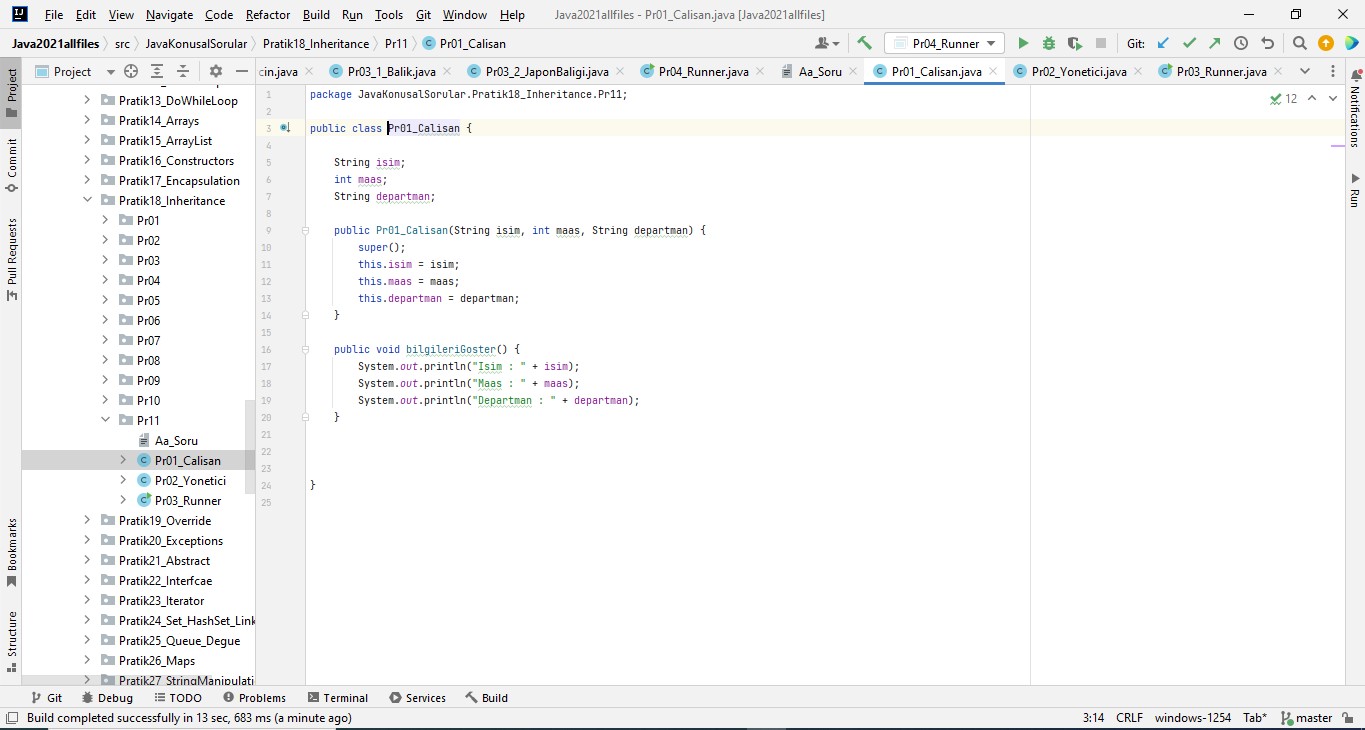 File Edit View Navigate Code Refactor Build Run Tools Git Window Help Java2021allfiles - Pr01_Calisan.java [Java2021allfiles]
Java2021allfiles src JavaKonusalSorular Pratik18_Inheritance Pr11 Pr01_Calisan Pr04_Runner Git:
Project cin.java Pr03_1_Balik.java Pr03_2_JaponBaligi.java Pr04_Runner.java Aa_Soru Pr01_Calisan.java Pr02_Yonetici.java Pr03_Runner.java
Project
Commit
Pull Requests
Bookmarks
Structure
Pratik13_DoWhileLoop
Pratik14_Arrays
Pratik15_ArrayList
Pratik16_Constructors
Pratik17_Encapsulation
Pratik18_Inheritance
Pr01
Pr02
Pr03
Pr04
Pr05
Pr06
Pr07
Pr08
Pr09
Pr10
Pr11
Aa_Soru
Pr01_Calisan
Pr02_Yonetici
Pr03_Runner
Pratik19_Override
Pratik20_Exceptions
Pratik21_Abstract
Pratik22_Interfcae
Pratik23_Iterator
Pratik24_Set_HashSet_Link
Pratik25_Queue_Degue
Pratik26_Maps
Pratik27_StringManipulati
1 package JavaKonusalSorular.Pratik18_Inheritance.Pr11;
2
3 public class Pr01_Calisan {
4
5 String isim;
6 int maas;
7 String departman;
8
9 public Pr01_Calisan(String isim, int maas, String departman) {
10 super();
11 this.isim = isim;
12 this.maas = maas;
13 this.departman = departman;
14 }
15
16 public void bilgileriGoster() {
17 System.out.println("Isim : " + isim);
18 System.out.println("Maas : " + maas);
19 System.out.println("Departman : " + departman);
20 }
21
22
23
24 }
25
12
Notifications
Run
Git Debug TODO Problems Terminal Services Build
Build completed successfully in 13 sec, 683 ms (a minute ago) 3:14 CRLF windows-1254 Tab* master